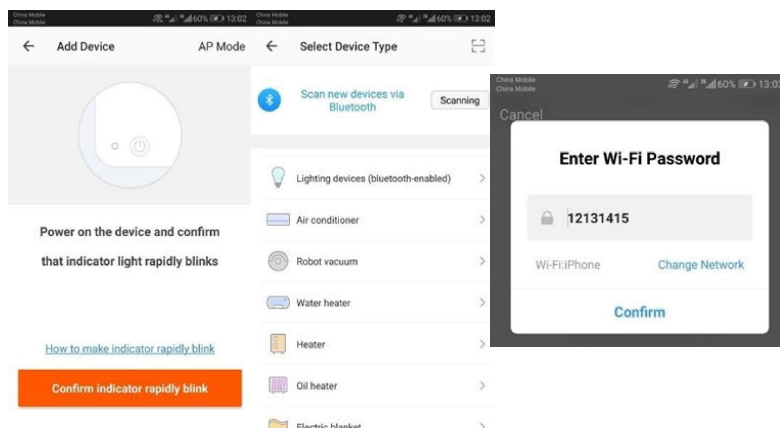 China Mobile
China Mobile
60% 13:02
Add Device
AP Mode
Power on the device and confirm
that indicator light rapidly blinks
How to make indicator rapidly blink
Confirm indicator rapidly blink
China Mobile
China Mobile
60% 13:02
Select Device Type
Scan new devices via
Bluetooth
Scanning
Lighting devices (bluetooth-enabled)
Air conditioner
Robot vacuum
Water heater
Heater
Oil heater
Electric blanket
China Mobile
China Mobile
60% 13:03
Cancel
Enter Wi-Fi Password
12131415
Wi-Fi:iPhone
Change Network
Confirm